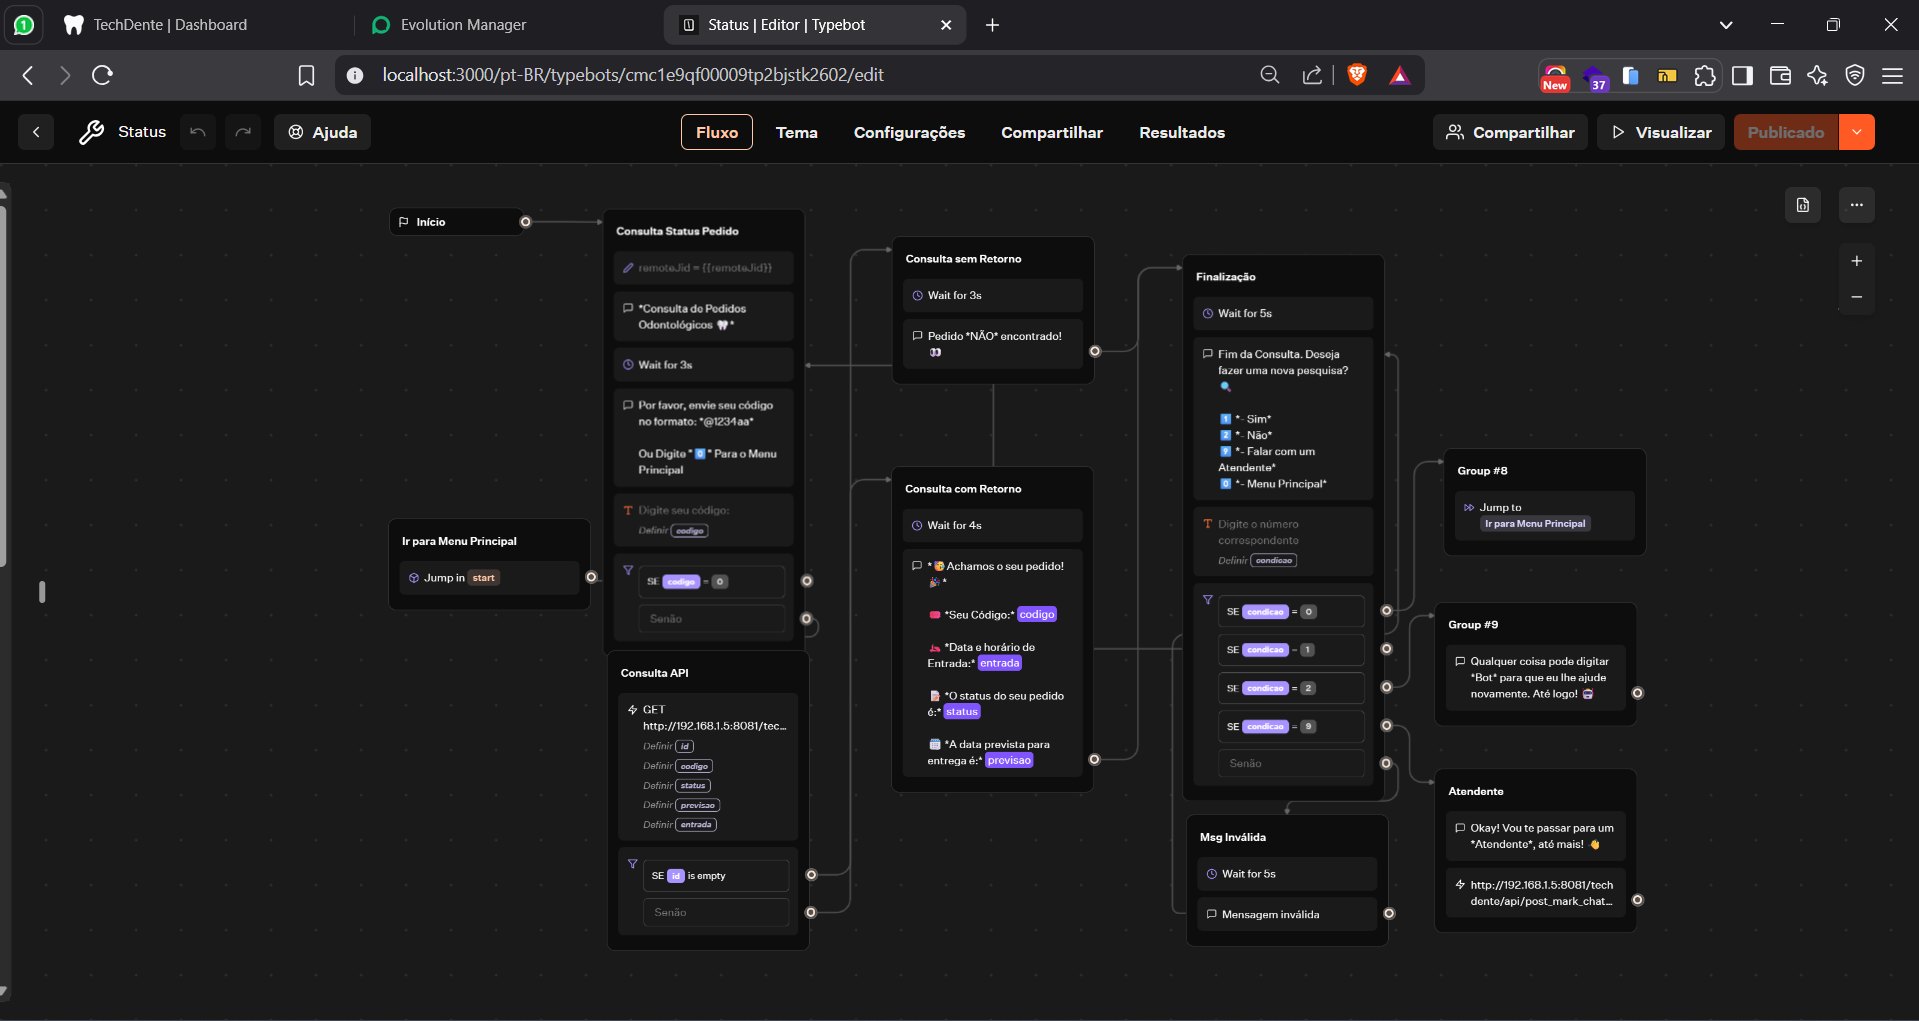 TechDente | Dashboard
Evolution Manager
Status | Editor | Typebot
localhost:3000/pt-BR/typebots/cmc1e9qf00009tp2bjstk2602/edit
New
37
Status
Ajuda
Fluxo
Tema
Configurações
Compartilhar
Resultados
Compartilhar
Visualizar
Publicado
Início
Consulta Status Pedido
remoteJid = {{remoteJid}}
*Consulta de Pedidos
Odontológicos 🦷*
Wait for 3s
Por favor, envie seu código
no formato: *@1234aa*
Ou Digite *0️⃣* Para o Menu
Principal
Digite seu código:
Definir codigo
SE codigo = 0
Senão
Ir para Menu Principal
Jump in start
Consulta API
GET
http://192.168.1.5:8081/tec...
Definir id
Definir codigo
Definir status
Definir previsao
Definir entrada
SE id is empty
Senão
Consulta sem Retorno
Wait for 3s
Pedido *NÃO* encontrado!
👀
Consulta com Retorno
Wait for 4s
*🥳Achamos o seu pedido!
🎉*
*Seu Código:* codigo
*Data e horário de
Entrada:* entrada
*O status do seu pedido
é:* status
*A data prevista para
entrega é:* previsao
Finalização
Wait for 5s
Fim da Consulta. Deseja
fazer uma nova pesquisa?
🔍
1️⃣ *- Sim*
2️⃣ *- Não*
9️⃣ *- Falar com um
Atendente*
0️⃣ *- Menu Principal*
Digite o número
correspondente
Definir condicao
SE condicao = 0
SE condicao = 1
SE condicao = 2
SE condicao = 9
Senão
Msg Inválida
Wait for 5s
Mensagem inválida
Group #8
Jump to
Ir para Menu Principal
Group #9
Qualquer coisa pode digitar
*Bot* para que eu lhe ajude
novamente. Até logo! 🤖
Atendente
Okay! Vou te passar para um
*Atendente*, até mais! 👋
http://192.168.1.5:8081/tech
dente/api/post_mark_chat...